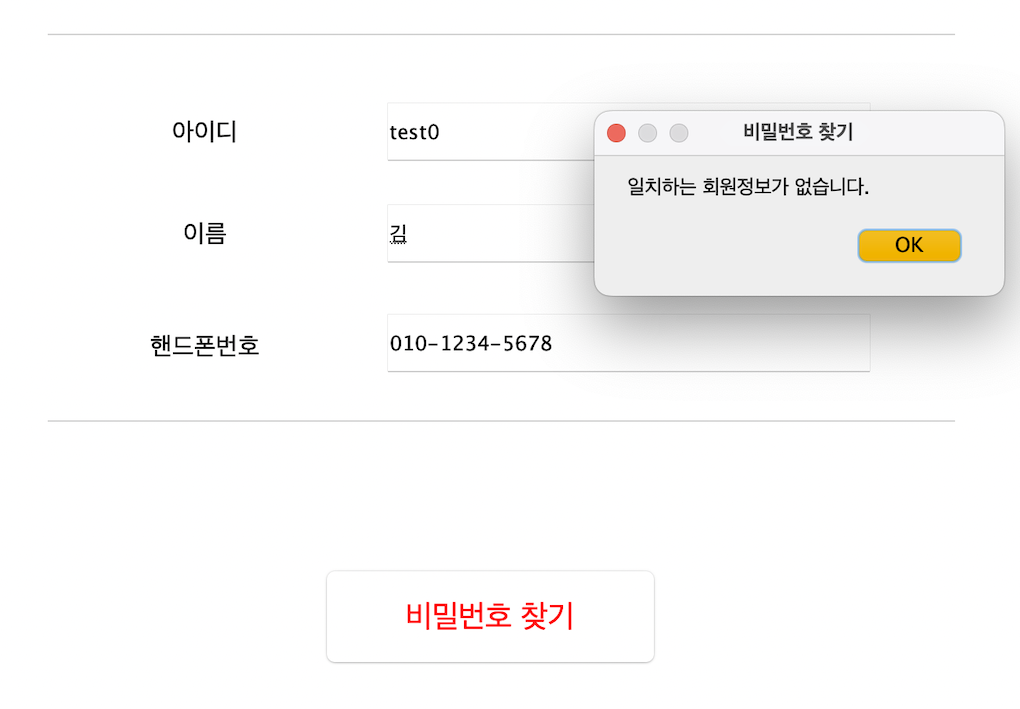 아이디
test0
비밀번호 찾기
일치하는 회원정보가 없습니다.
OK
이름
김
핸드폰번호
010-1234-5678
비밀번호 찾기